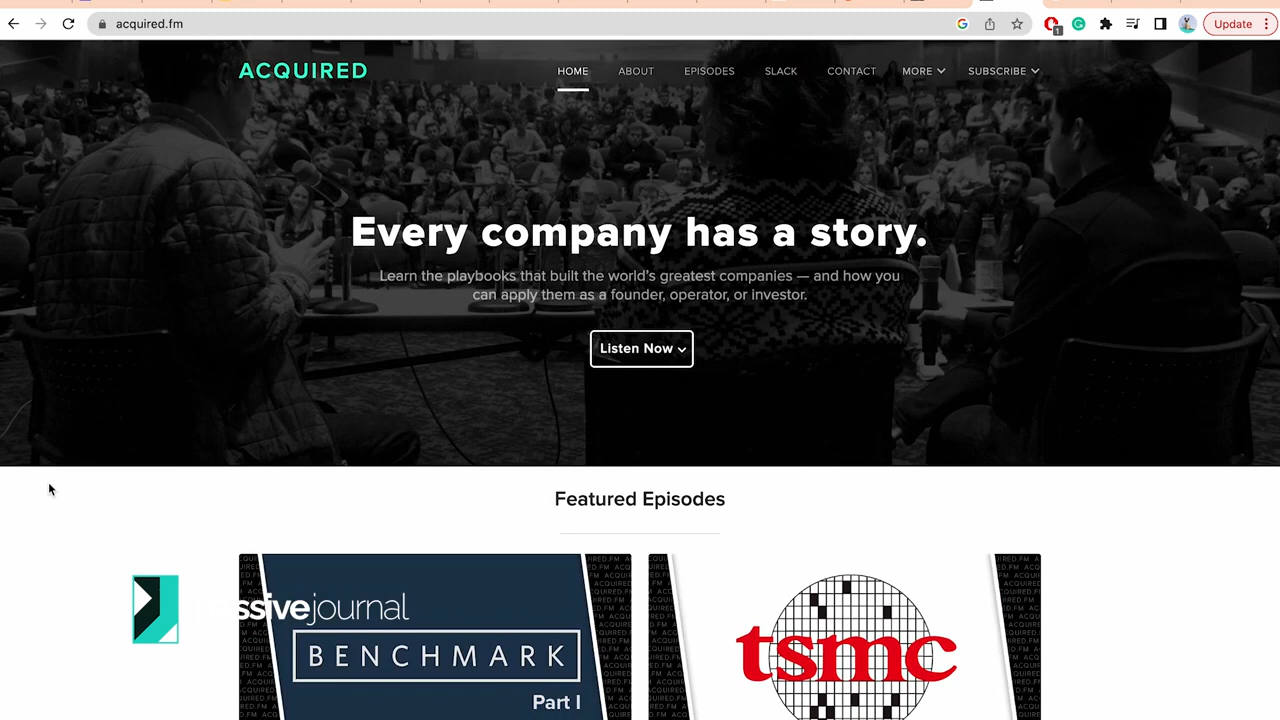 acquired.fm
1
Update
ACQUIRED
HOME
ABOUT
EPISODES
SLACK
CONTACT
MORE
SUBSCRIBE
Every company has a story.
Learn the playbooks that built the world's greatest companies — and how you
can apply them as a founder, operator, or investor.
Listen Now
Featured Episodes
ssivejournal
BENCHMARK
Part I
tsmc